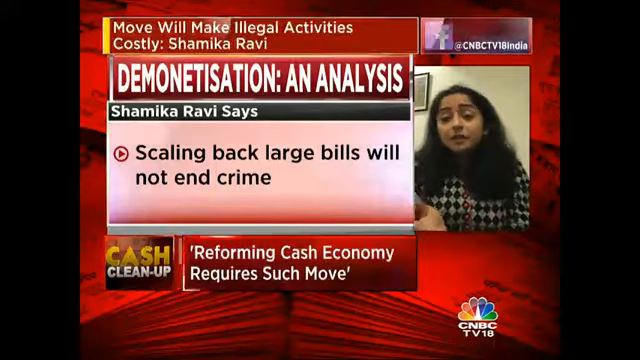 Move Will Make Illegal Activities
Costly: Shamika Ravi
f @CNBCTV18India
DEMONETISATION: AN ANALYSIS
Shamika Ravi Says
Scaling back large bills will
not end crime
CASH
CLEAN-UP
'Reforming Cash Economy
Requires Such Move'
CNBC
TV18